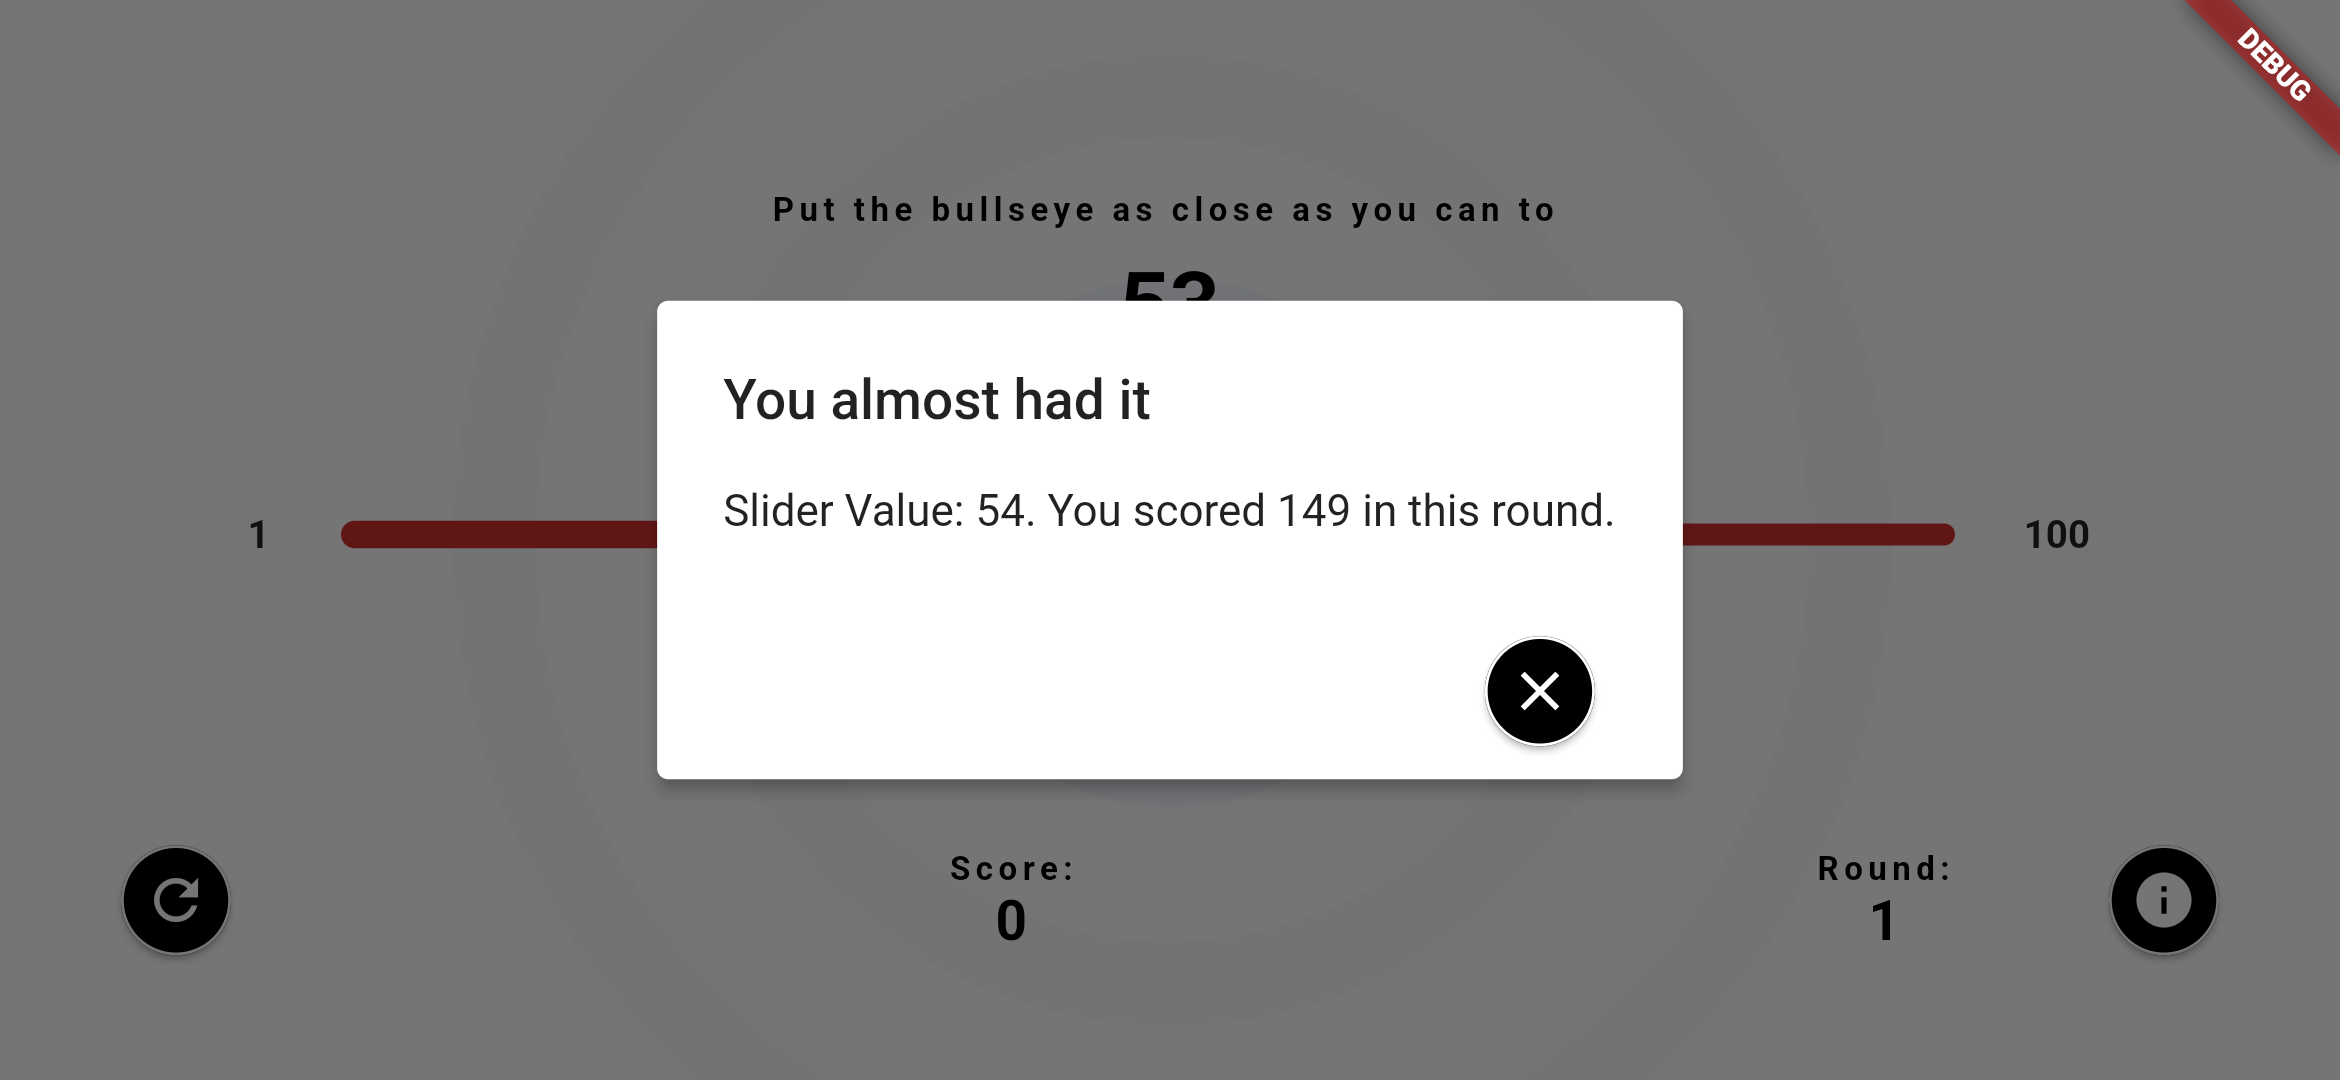 DEBUG
Put the bullseye as close as you can to
53
You almost had it
Slider Value: 54. You scored 149 in this round.
1
100
Score:
0
Round:
1